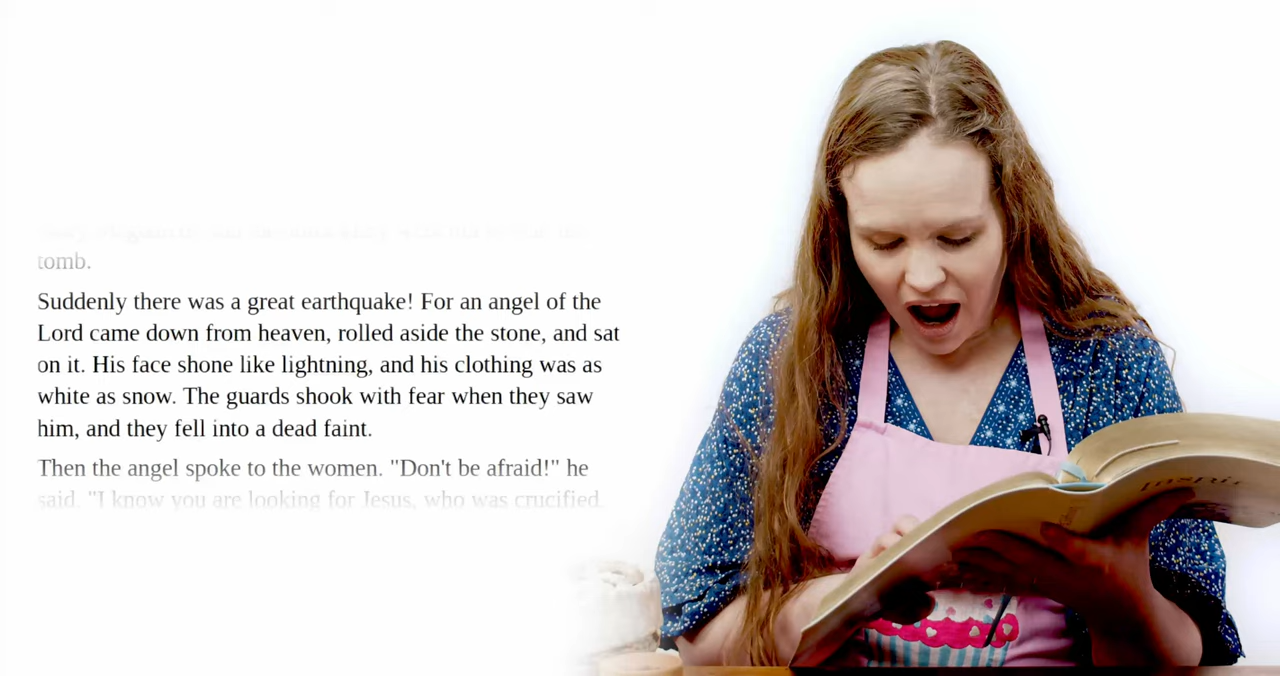 tomb.
Suddenly there was a great earthquake! For an angel of the
Lord came down from heaven, rolled aside the stone, and sat
on it. His face shone like lightning, and his clothing was as
white as snow. The guards shook with fear when they saw
him, and they fell into a dead faint.
Then the angel spoke to the women. "Don't be afraid!" he
said. "I know you are looking for Jesus, who was crucified.